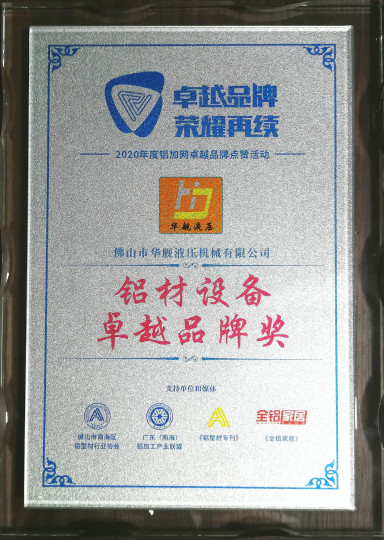 卓越品牌
荣耀再续
2020年度铝加网卓越品牌点赞活动
华舰液压
佛山市华舰液压机械有限公司
铝材设备
卓越品牌奖
支持单位和媒体
佛山市南海区
铝型材行业协会
广东（南海）
铝加工产业联盟
《铝型材专刊》
全铝家居
《全铝家居》